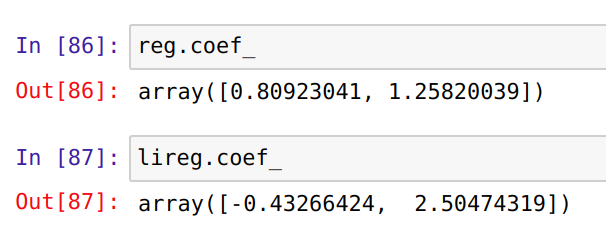 In [86]: reg.coef_
Out[86]: array([0.80923041, 1.25820039])
In [87]: lireg.coef_
Out[87]: array([-0.43266424,  2.50474319])